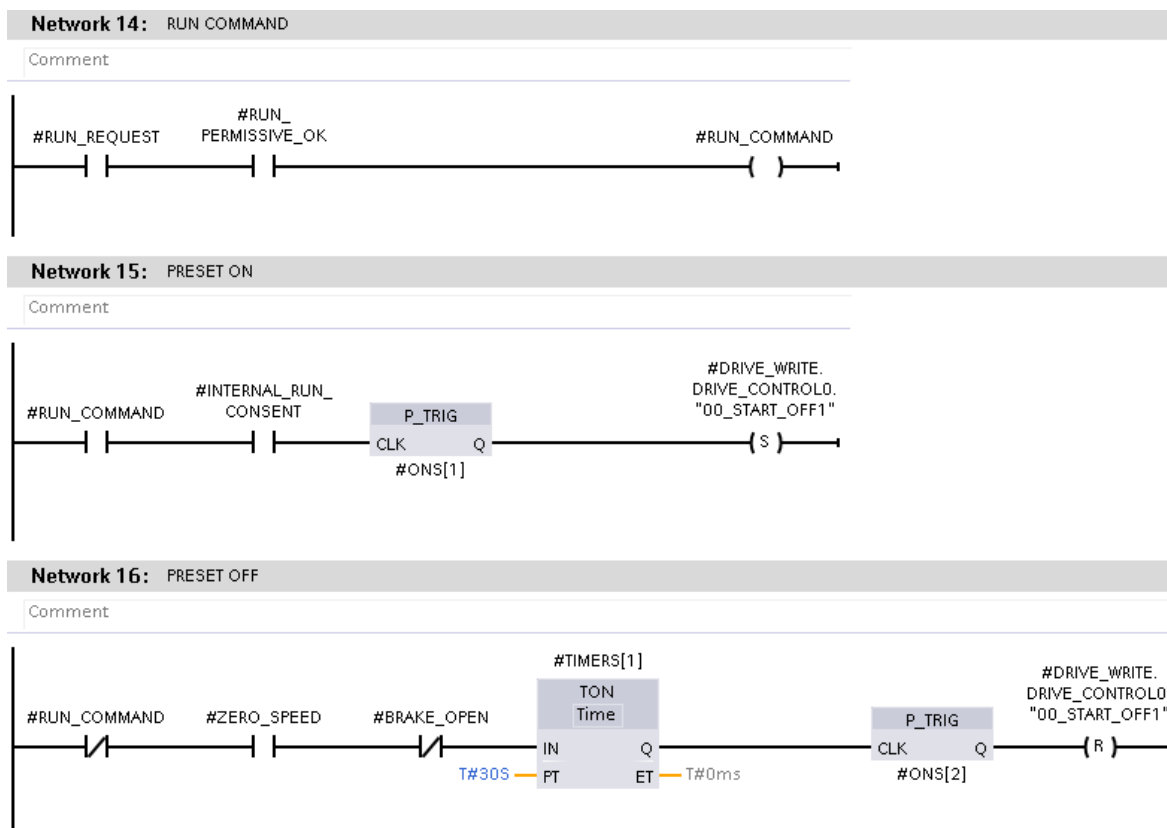 Network 14: RUN COMMAND
Comment
#RUN_
#RUN_REQUEST PERMISSIVE_OK #RUN_COMMAND
Network 15: PRESET ON
Comment
#DRIVE_WRITE.
#INTERNAL_RUN_ DRIVE_CONTROL0.
#RUN_COMMAND CONSENT P_TRIG "00_START_OFF1"
CLK Q S
#ONS[1]
Network 16: PRESET OFF
Comment
#TIMERS[1]
#DRIVE_WRITE.
TON DRIVE_CONTROL0
#RUN_COMMAND #ZERO_SPEED #BRAKE_OPEN Time P_TRIG "00_START_OFF1"
IN Q CLK Q R
T#30S PT ET T#0ms #ONS[2]